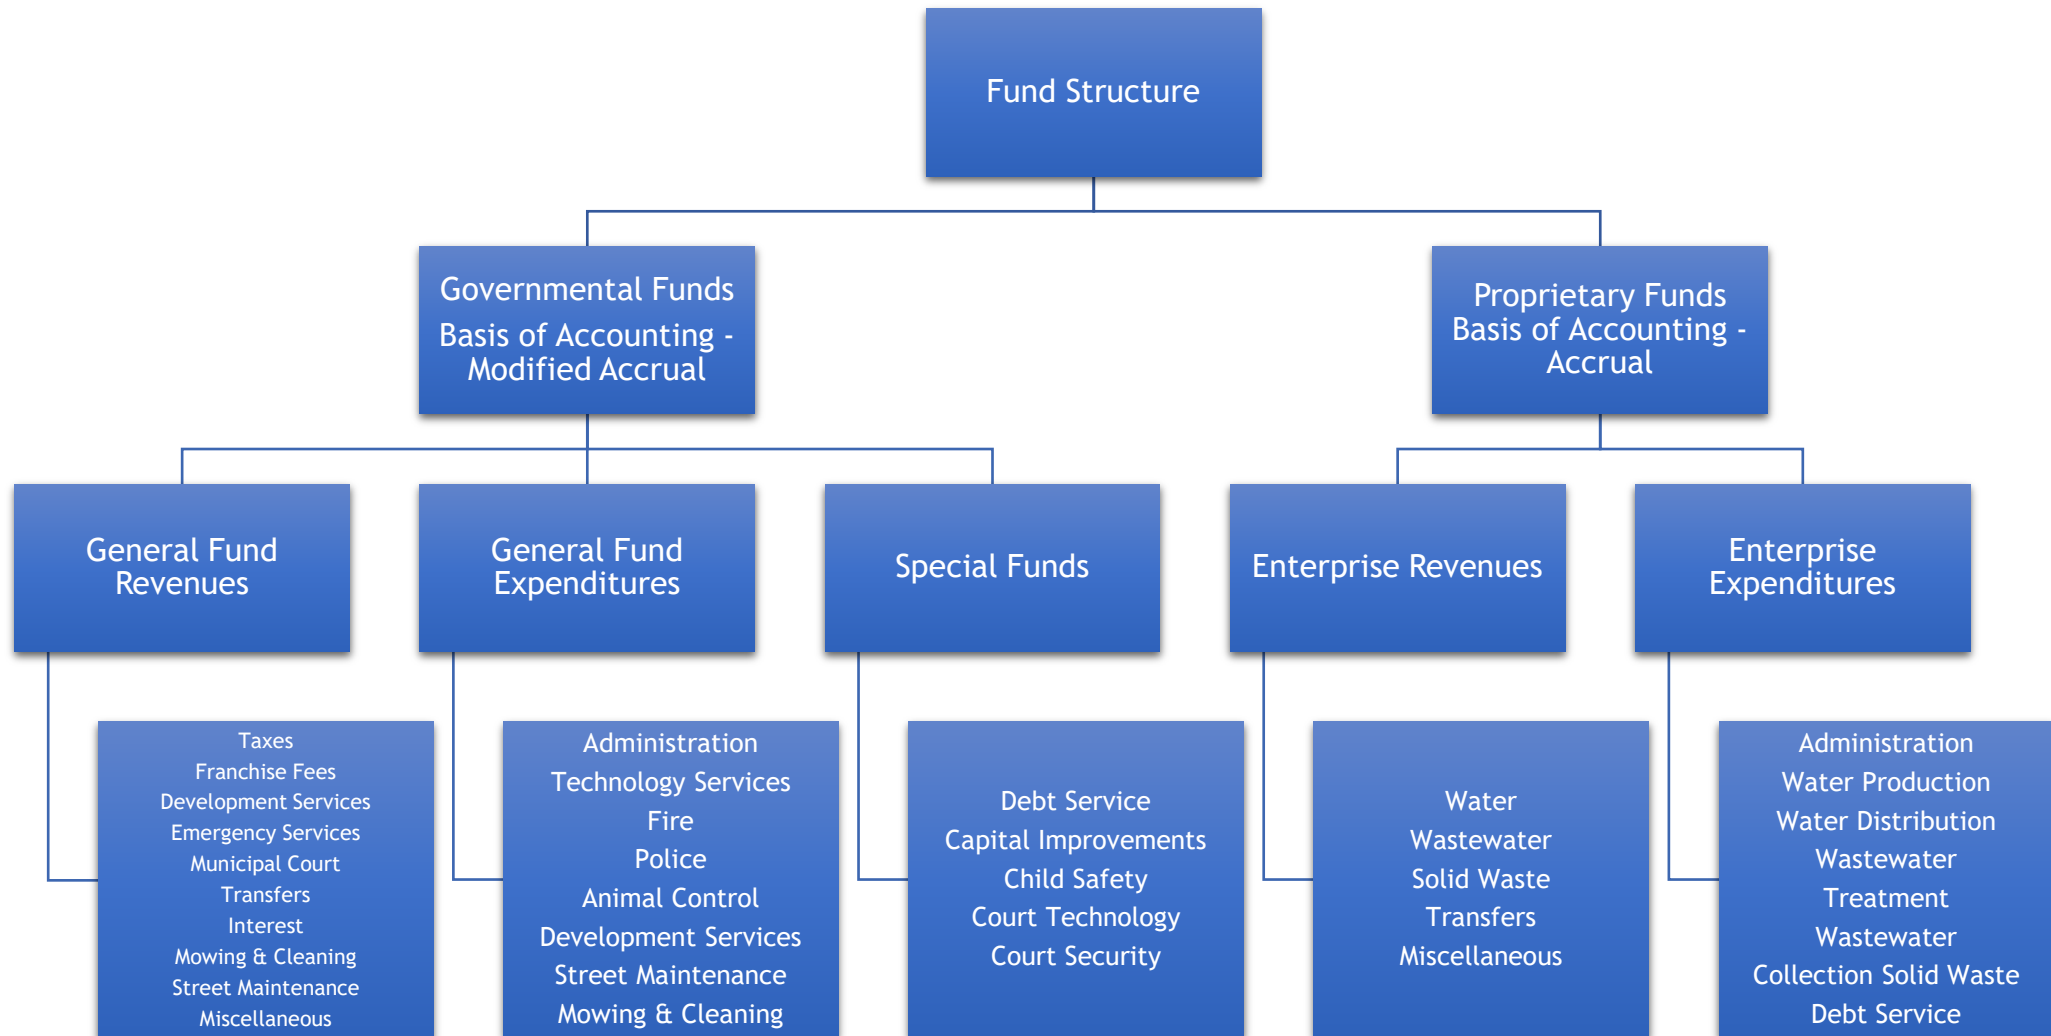 Fund Structure
Governmental Funds
Basis of Accounting -
Modified Accrual
Proprietary Funds
Basis of Accounting -
Accrual
General Fund
Revenues
General Fund
Expenditures
Special Funds
Enterprise Revenues
Enterprise
Expenditures
Taxes
Franchise Fees
Development Services
Emergency Services
Municipal Court
Transfers
Interest
Mowing & Cleaning
Street Maintenance
Miscellaneous
Administration
Technology Services
Fire
Police
Animal Control
Development Services
Street Maintenance
Mowing & Cleaning
Debt Service
Capital Improvements
Child Safety
Court Technology
Court Security
Water
Wastewater
Solid Waste
Transfers
Miscellaneous
Administration
Water Production
Water Distribution
Wastewater
Treatment
Wastewater
Collection Solid Waste
Debt Service